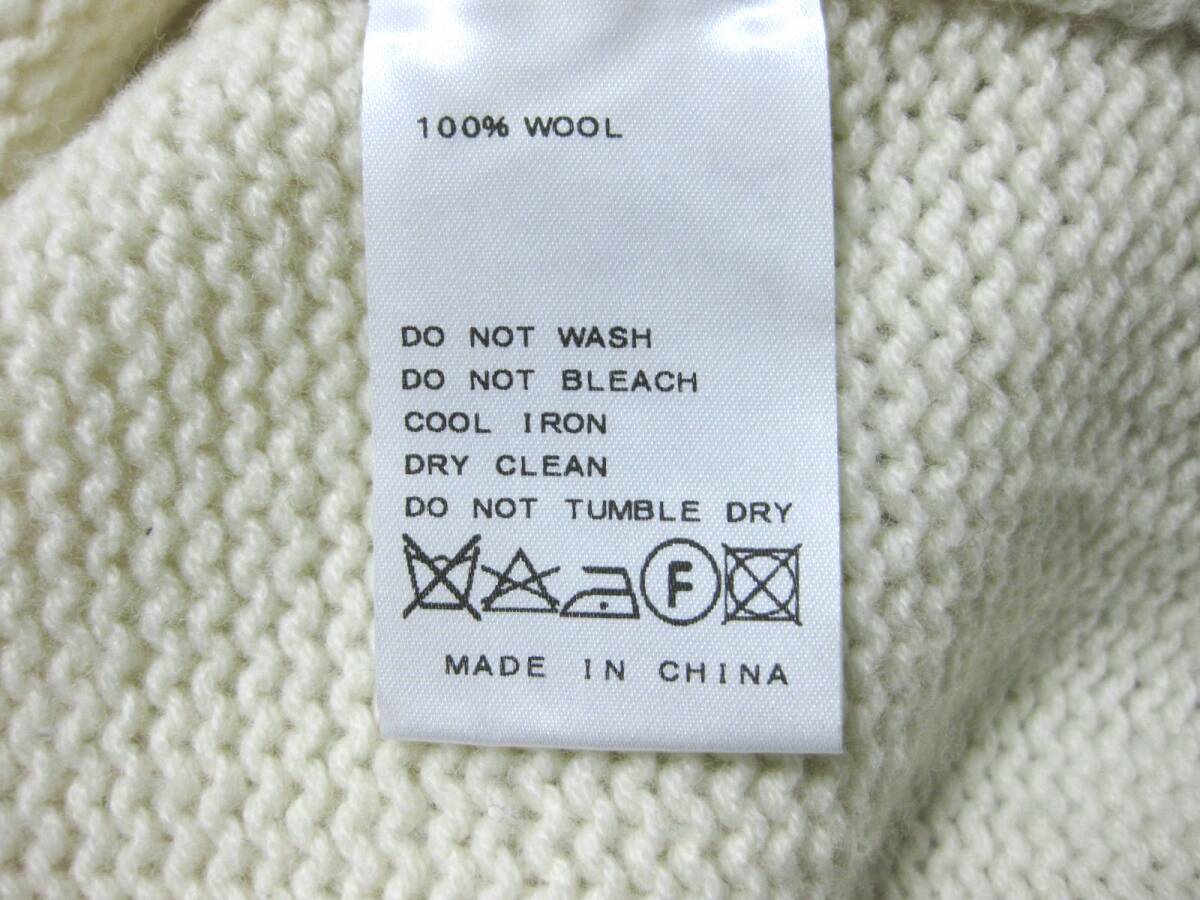 100% WOOL
DO NOT WASH
DO NOT BLEACH
COOL IRON
DRY CLEAN
DO NOT TUMBLE DRY
F
MADE IN CHINA